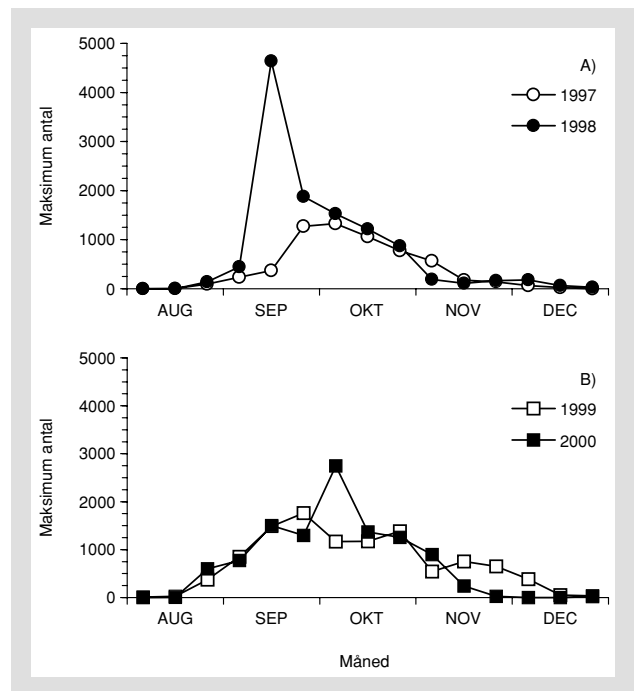 5000
A)
4000
1997
1998
3000
Maksimum antal
2000
1000
0
AUG SEP OKT NOV DEC
5000
B)
4000
1999
2000
3000
Maksimum antal
2000
1000
0
AUG SEP OKT NOV DEC
Måned